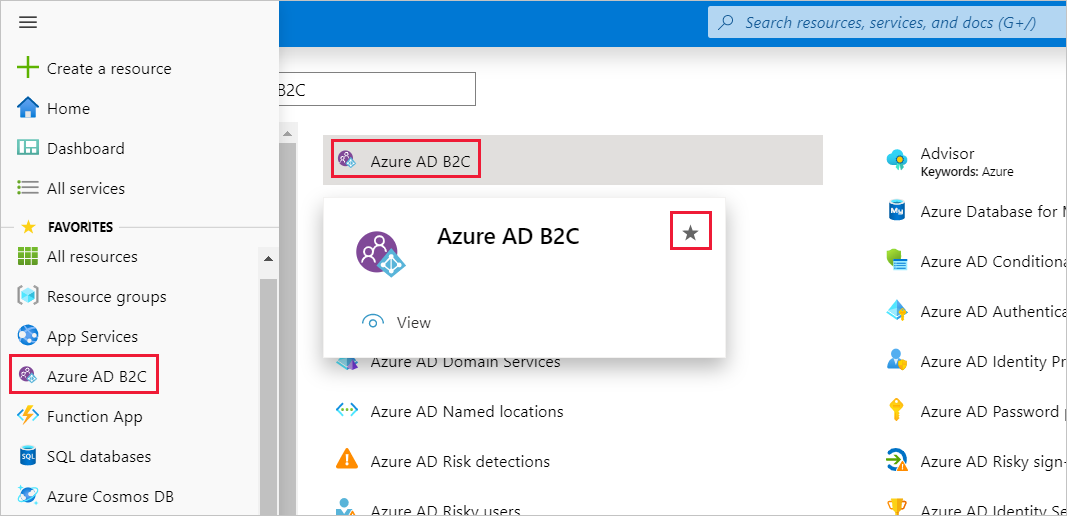 Search resources, services, and docs (G+/)
Create a resource
Home
Dashboard
All services
FAVORITES
All resources
Resource groups
App Services
Azure AD B2C
Function App
SQL databases
Azure Cosmos DB
B2C
Azure AD B2C
Azure AD B2C
View
Azure AD Domain Services
Azure AD Named locations
Azure AD Risk detections
Azure AD Risky users
Advisor
Keywords: Azure
Azure Database for M
Azure AD Conditiona
Azure AD Authentica
Azure AD Identity Pr
Azure AD Password p
Azure AD Risky sign-
Azure AD Identity Se